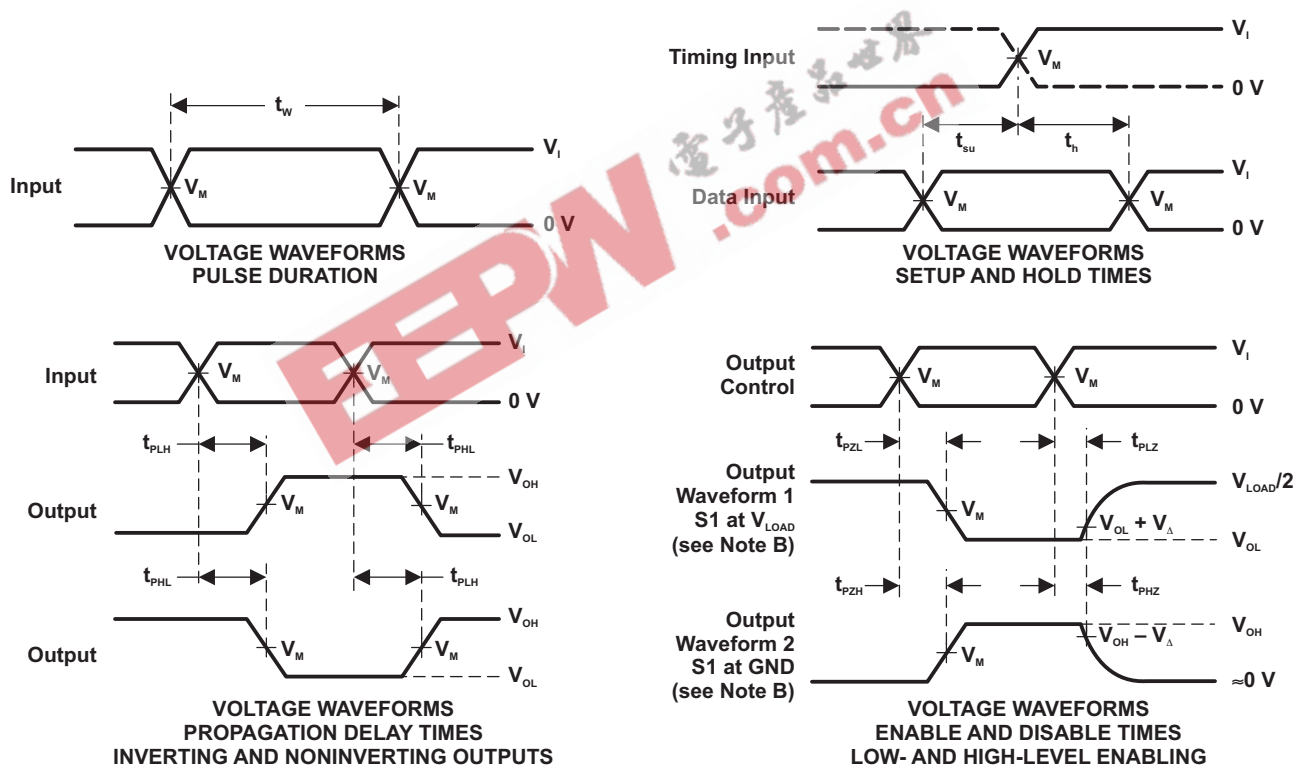 t_W
Input
V_M
V_M
V_I
0 V
VOLTAGE WAVEFORMS
PULSE DURATION
Timing Input
V_M
V_I
0 V
t_su
t_h
Data Input
V_M
V_M
V_I
0 V
VOLTAGE WAVEFORMS
SETUP AND HOLD TIMES
EEPW
電子產品世界
.com.cn
Input
V_M
V_M
V_I
0 V
t_PLH
t_PHL
Output
V_M
V_M
V_OH
V_OL
t_PHL
t_PLH
Output
V_M
V_M
V_OH
V_OL
VOLTAGE WAVEFORMS
PROPAGATION DELAY TIMES
INVERTING AND NONINVERTING OUTPUTS
Output
Control
V_M
V_M
V_I
0 V
t_PZL
t_PLZ
Output
Waveform 1
S1 at V_LOAD
(see Note B)
V_M
V_OL + V_Δ
V_LOAD/2
V_OL
t_PZH
t_PHZ
Output
Waveform 2
S1 at GND
(see Note B)
V_M
V_OH – V_Δ
V_OH
≈0 V
VOLTAGE WAVEFORMS
ENABLE AND DISABLE TIMES
LOW- AND HIGH-LEVEL ENABLING